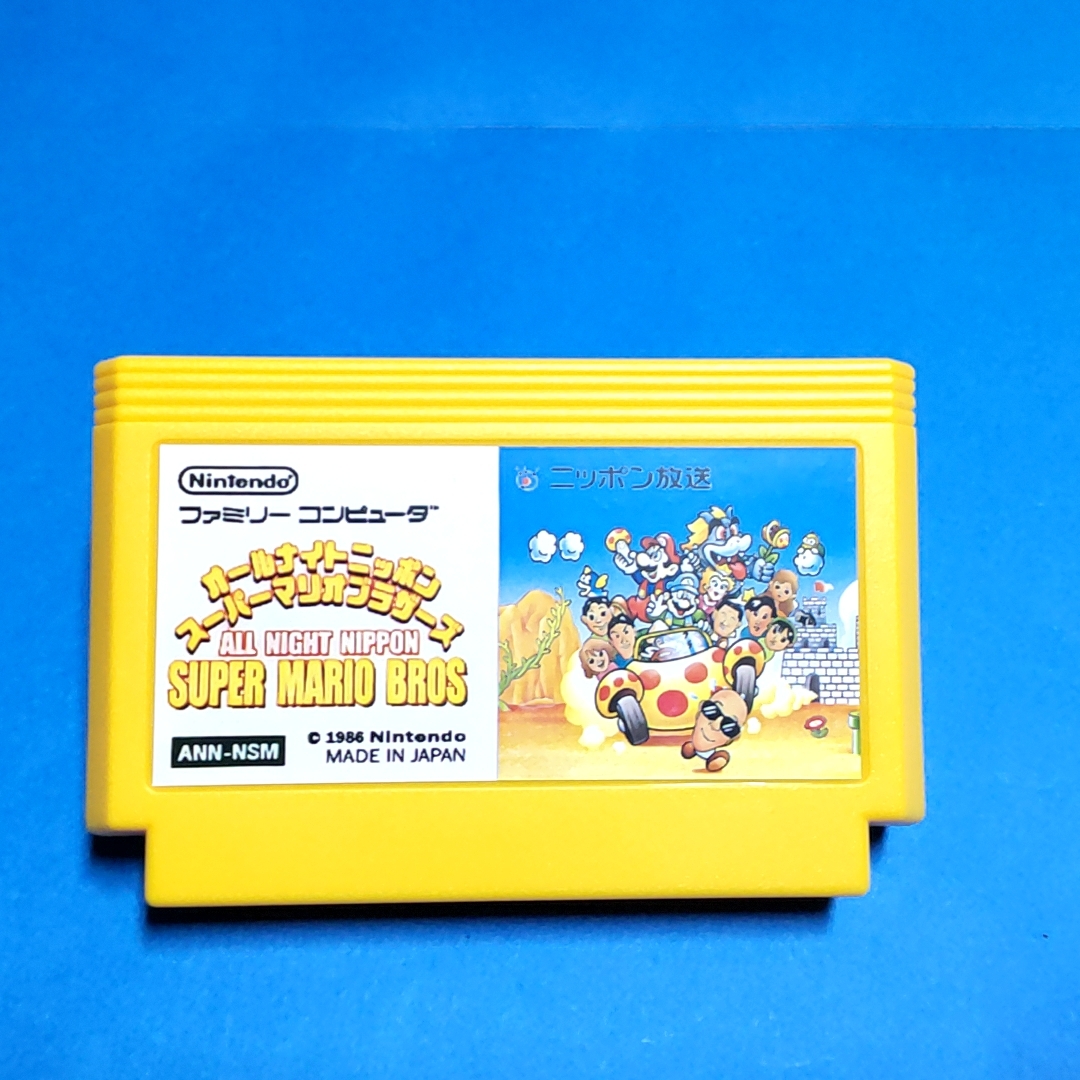 Nintendo
ファミリー コンピュータ™
オールナイトニッポン
スーパーマリオブラザーズ
ALL NIGHT NIPPON
SUPER MARIO BROS
ANN-NSM
© 1986 Nintendo
MADE IN JAPAN
ニッポン放送